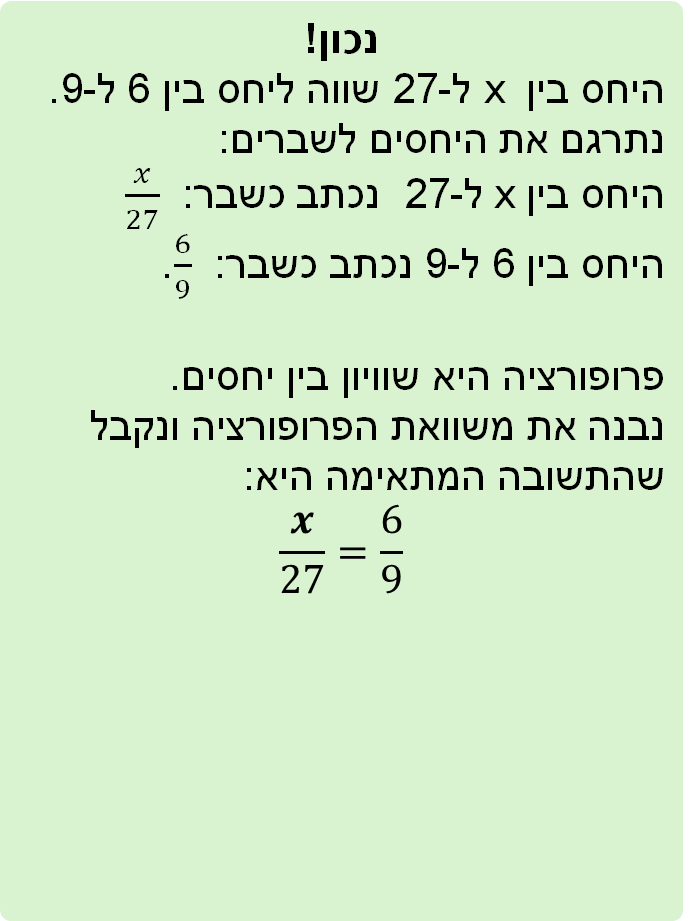 נכון!
היחס בין x ל-27 שווה ליחס בין 6 ל-9.
נתרגם את היחסים לשברים:
היחס בין x ל-27 נכתב כשבר: x/27
היחס בין 6 ל-9 נכתב כשבר: 6/9.
פרופורציה היא שוויון בין יחסים.
נבנה את משוואת הפרופורציה ונקבל
שהתשובה המתאימה היא:
x/27 = 6/9